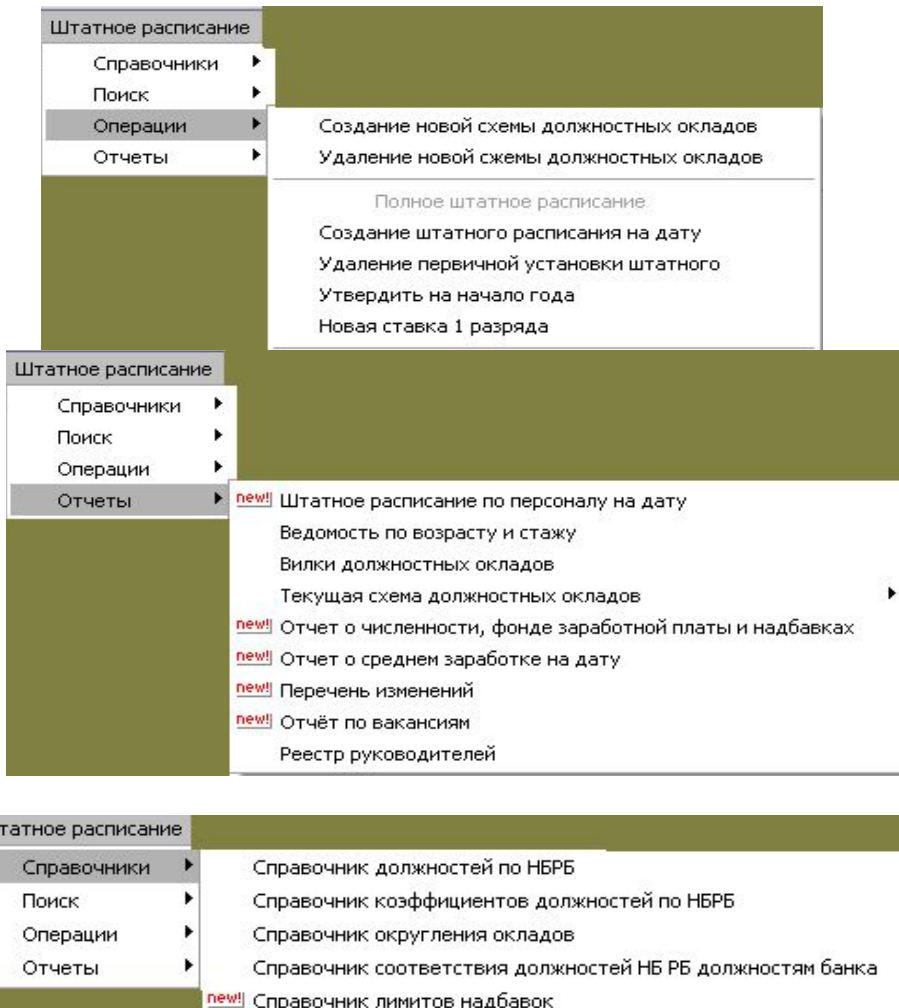 Штатное расписание
Справочники
Поиск
Операции
Отчеты
Создание новой схемы должностных окладов
Удаление новой сжемы должностных окладов
Полное штатное расписание
Создание штатного расписания на дату
Удаление первичной установки штатного
Утвердить на начало года
Новая ставка 1 разряда
Штатное расписание
Справочники
Поиск
Операции
Отчеты
new! Штатное расписание по персоналу на дату
Ведомость по возрасту и стажу
Вилки должностных окладов
Текущая схема должностных окладов
new! Отчет о численности, фонде заработной платы и надбавках
new! Отчет о среднем заработке на дату
new! Перечень изменений
new! Отчёт по вакансиям
Реестр руководителей
татное расписание
Справочники
Поиск
Операции
Отчеты
Справочник должностей по НБРБ
Справочник коэффициентов должностей по НБРБ
Справочник округления окладов
Справочник соответствия должностей НБ РБ должностям банка
new! Справочник лимитов надбавок